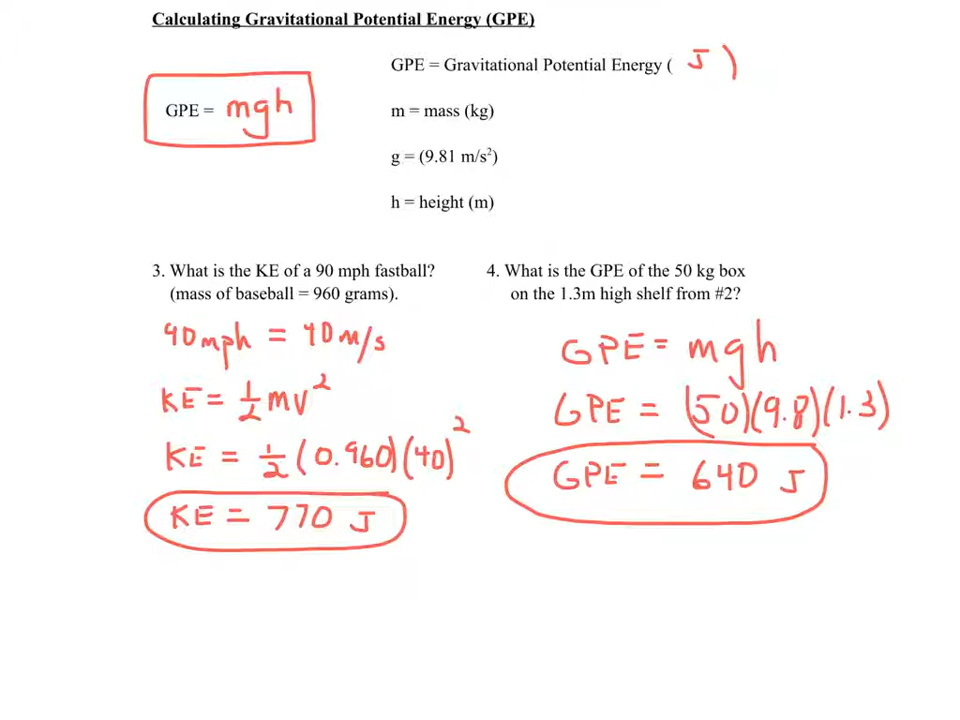 Calculating Gravitational Potential Energy (GPE)
GPE = Gravitational Potential Energy ( J )
GPE = mgh
m = mass (kg)
g = (9.81 m/s²)
h = height (m)
3. What is the KE of a 90 mph fastball?
(mass of baseball = 960 grams).
90mph = 40m/s
KE = ½mv²
KE = ½(0.960)(40)²
KE = 770 J
4. What is the GPE of the 50 kg box
on the 1.3m high shelf from #2?
GPE = mgh
GPE = (50)(9.8)(1.3)
GPE = 640 J